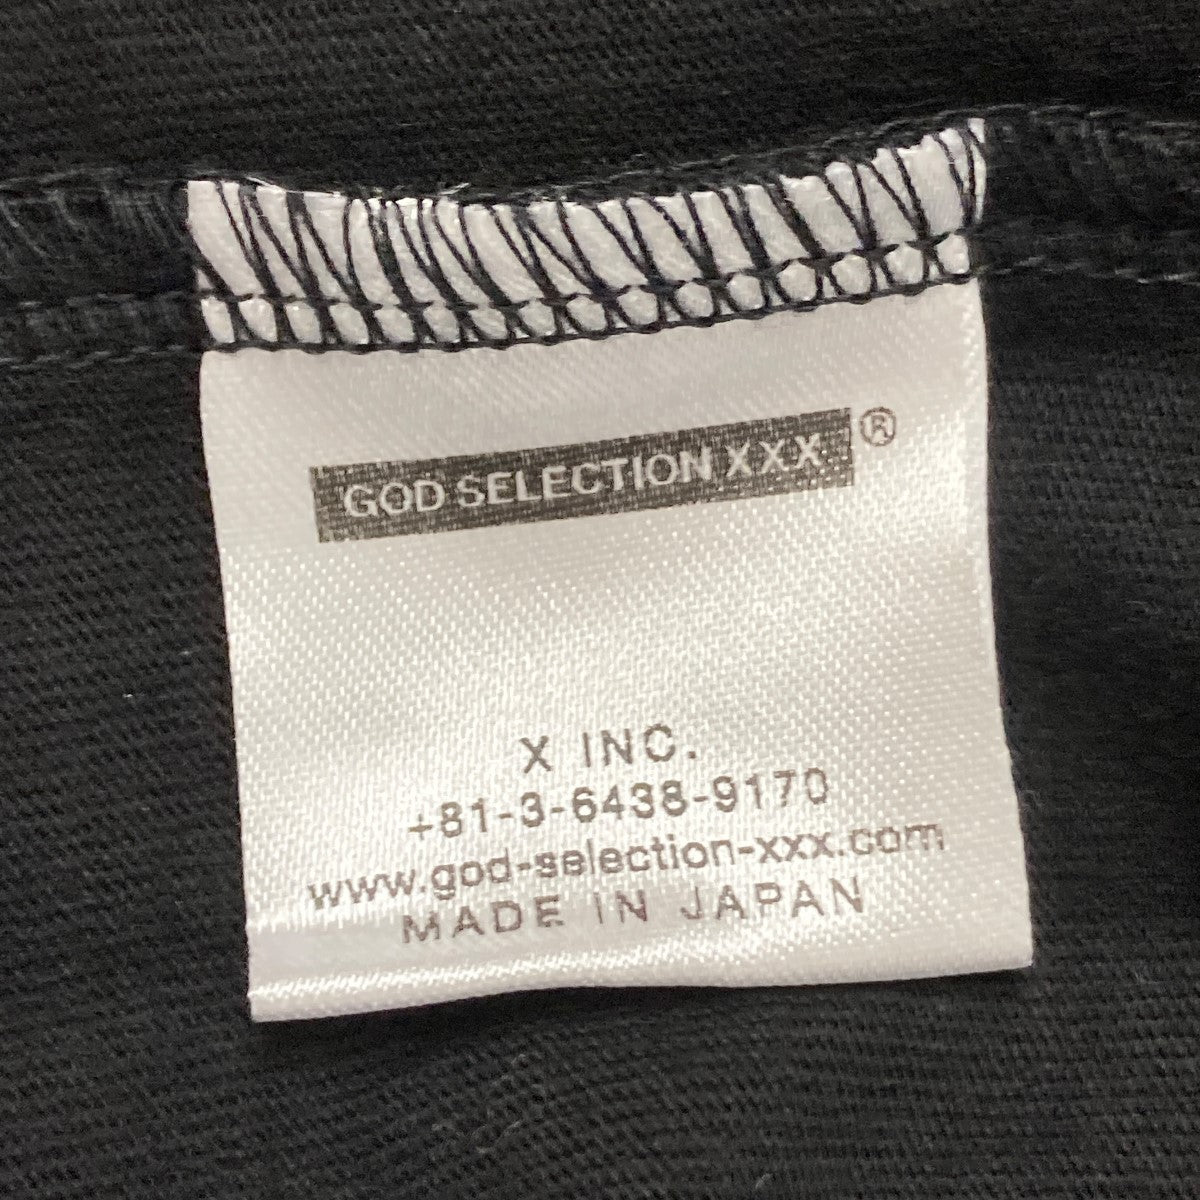 GOD SELECTION XXX®
X INC.
+81-3-6438-9170
www.god-selection-xxx.com
MADE IN JAPAN